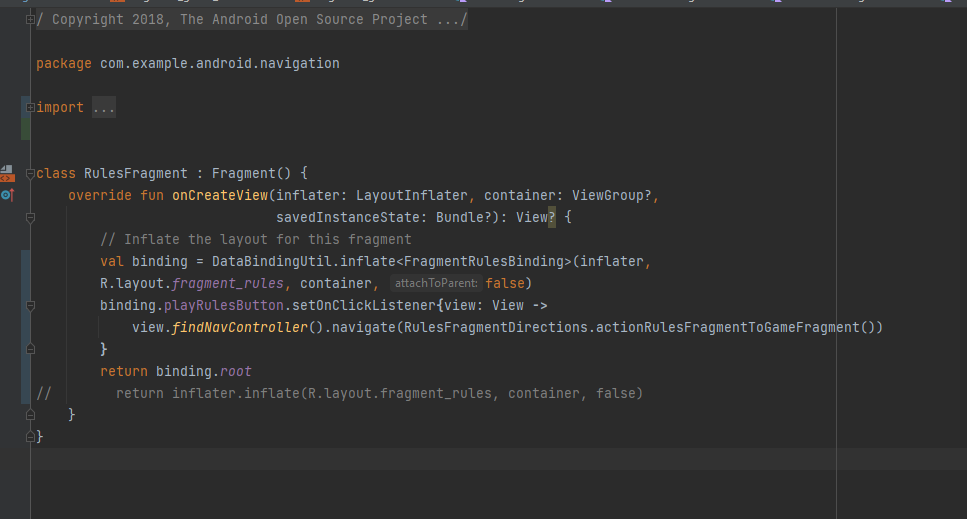 / Copyright 2018, The Android Open Source Project .../
package com.example.android.navigation
import ...
class RulesFragment : Fragment() {
override fun onCreateView(inflater: LayoutInflater, container: ViewGroup?,
savedInstanceState: Bundle?): View? {
// Inflate the layout for this fragment
val binding = DataBindingUtil.inflate<FragmentRulesBinding>(inflater,
R.layout.fragment_rules, container, attachToParent: false)
binding.playRulesButton.setOnClickListener{view: View ->
view.findNavController().navigate(RulesFragmentDirections.actionRulesFragmentToGameFragment())
}
return binding.root
// return inflater.inflate(R.layout.fragment_rules, container, false)
}
}